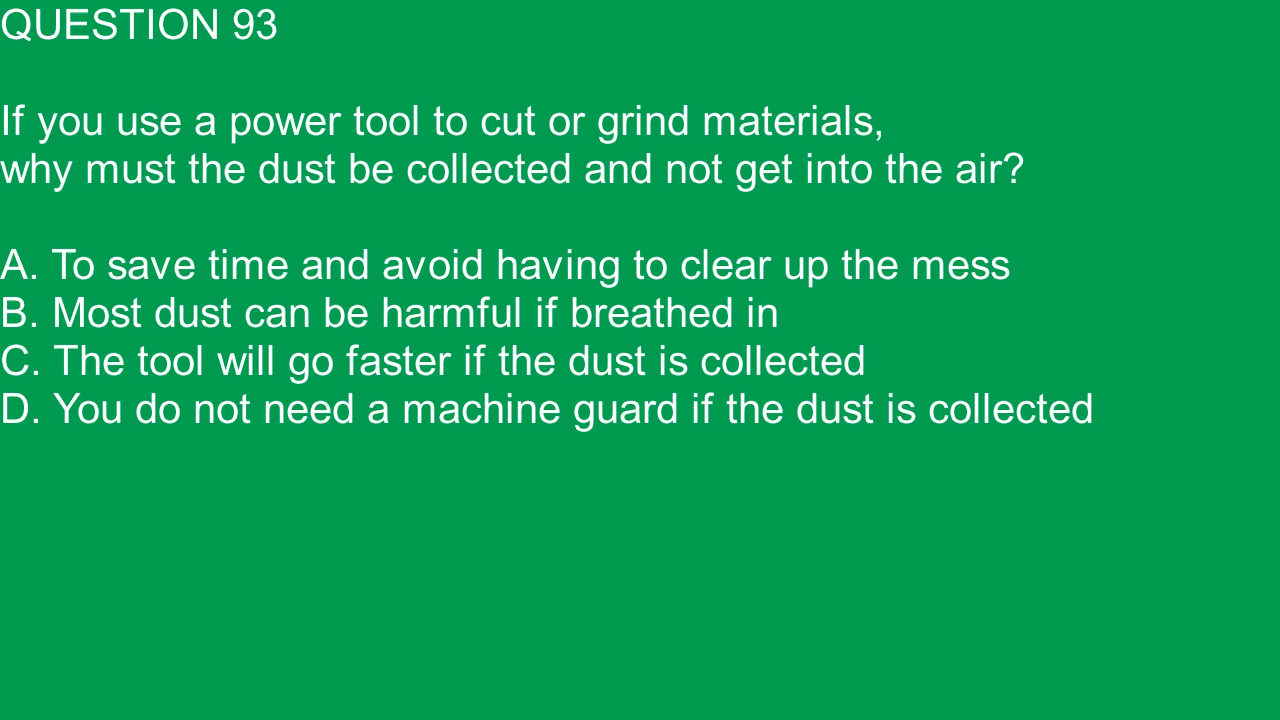 QUESTION 93
If you use a power tool to cut or grind materials,
why must the dust be collected and not get into the air?
A. To save time and avoid having to clear up the mess
B. Most dust can be harmful if breathed in
C. The tool will go faster if the dust is collected
D. You do not need a machine guard if the dust is collected